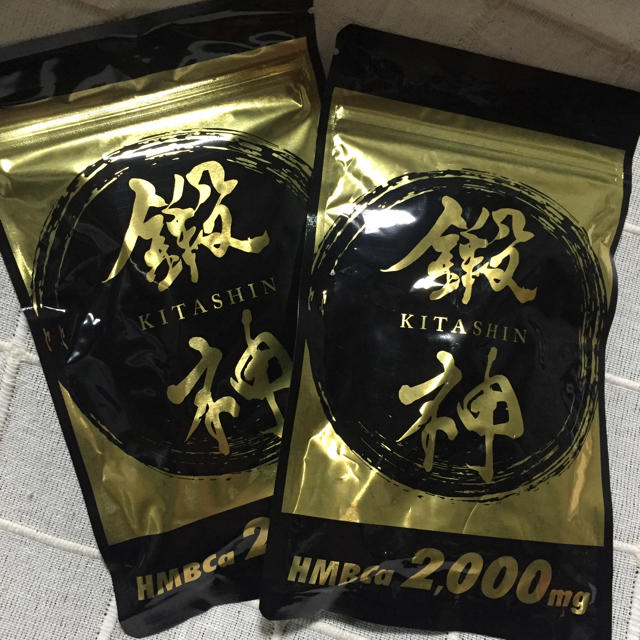 鍛
KITASHIN
神
HMBCa 2
鍛
KITASHIN
神
HMBCa 2,000mg